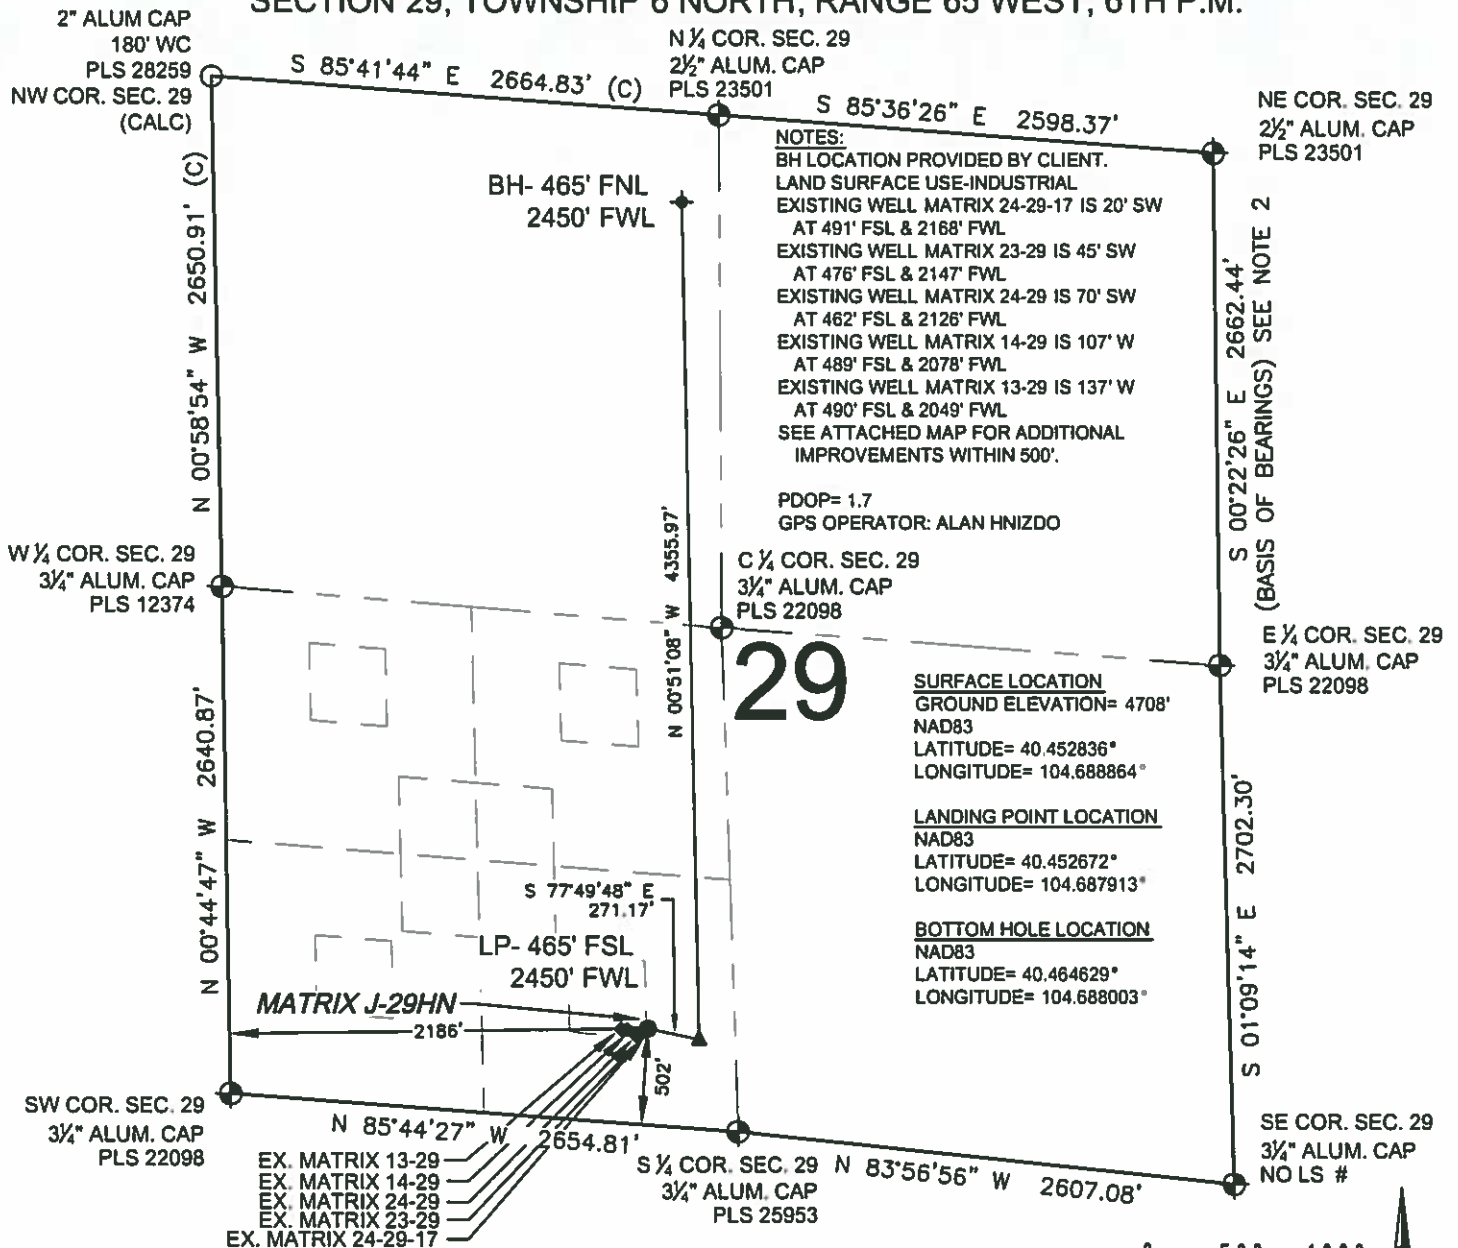 SECTION 29, TOWNSHIP 6 NORTH, RANGE 65 WEST, 6TH P.M.
2" ALUM CAP
180' WC
PLS 28259
NW COR. SEC. 29
(CALC)
S 85°41'44" E 2664.83' (C)
N ¼ COR. SEC. 29
2½" ALUM. CAP
PLS 23501
S 85°36'26" E 2598.37'
NE COR. SEC. 29
2½" ALUM. CAP
PLS 23501
NOTES:
BH LOCATION PROVIDED BY CLIENT.
LAND SURFACE USE-INDUSTRIAL
EXISTING WELL MATRIX 24-29-17 IS 20' SW
AT 491' FSL & 2168' FWL
EXISTING WELL MATRIX 23-29 IS 45' SW
AT 476' FSL & 2147' FWL
EXISTING WELL MATRIX 24-29 IS 70' SW
AT 462' FSL & 2126' FWL
EXISTING WELL MATRIX 14-29 IS 107' W
AT 489' FSL & 2078' FWL
EXISTING WELL MATRIX 13-29 IS 137' W
AT 490' FSL & 2049' FWL
SEE ATTACHED MAP FOR ADDITIONAL
IMPROVEMENTS WITHIN 500'.
PDOP= 1.7
GPS OPERATOR: ALAN HNIZDO
BH- 465' FNL
2450' FWL
N 00°58'54" W 2650.91' (C)
S 00°22'26" E 2662.44'
(BASIS OF BEARINGS) SEE NOTE 2
W ¼ COR. SEC. 29
3¼" ALUM. CAP
PLS 12374
N 00°51'08" W 4355.97'
C ¼ COR. SEC. 29
3¼" ALUM. CAP
PLS 22098
29
E ¼ COR. SEC. 29
3¼" ALUM. CAP
PLS 22098
SURFACE LOCATION
GROUND ELEVATION= 4708'
NAD83
LATITUDE= 40.452836°
LONGITUDE= 104.688864°
LANDING POINT LOCATION
NAD83
LATITUDE= 40.452672°
LONGITUDE= 104.687913°
BOTTOM HOLE LOCATION
NAD83
LATITUDE= 40.464629°
LONGITUDE= 104.688003°
N 00°44'47" W 2640.87'
S 01°09'14" E 2702.30'
S 77°49'48" E
271.17'
LP- 465' FSL
2450' FWL
MATRIX J-29HN
2186'
502'
SW COR. SEC. 29
3¼" ALUM. CAP
PLS 22098
N 85°44'27" W 2654.81'
EX. MATRIX 13-29
EX. MATRIX 14-29
EX. MATRIX 24-29
EX. MATRIX 23-29
EX. MATRIX 24-29-17
S ¼ COR. SEC. 29
3¼" ALUM. CAP
PLS 25953
N 83°56'56" W 2607.08'
SE COR. SEC. 29
3¼" ALUM. CAP
NO LS #